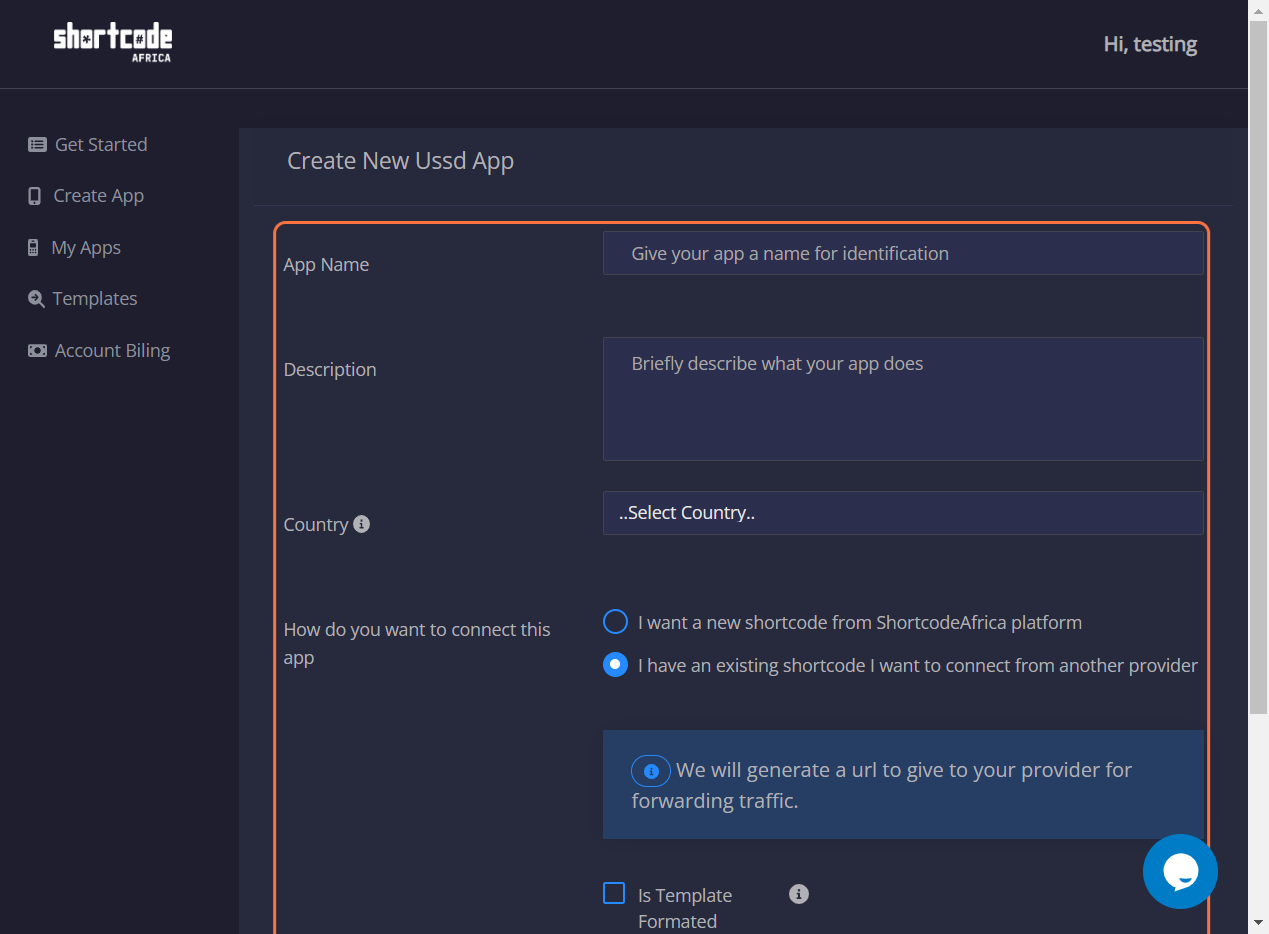 shortcode
AFRICA
Hi, testing
Get Started
Create App
My Apps
Templates
Account Biling
Create New Ussd App
App Name
Give your app a name for identification
Description
Briefly describe what your app does
Country
..Select Country..
How do you want to connect this
app
I want a new shortcode from ShortcodeAfrica platform
I have an existing shortcode I want to connect from another provider
We will generate a url to give to your provider for
forwarding traffic.
Is Template
Formated